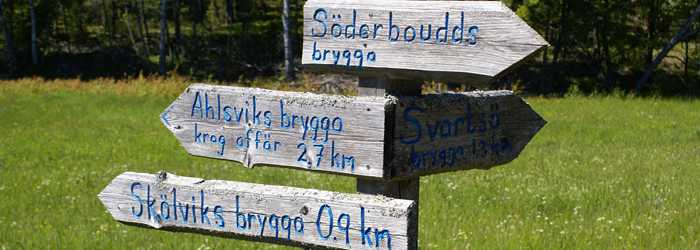 Söderboudds
brygga
Ahlsviks brygga
krog affär 2.7 km
Svartsö
brygga
Skälviks brygga 0.9 km